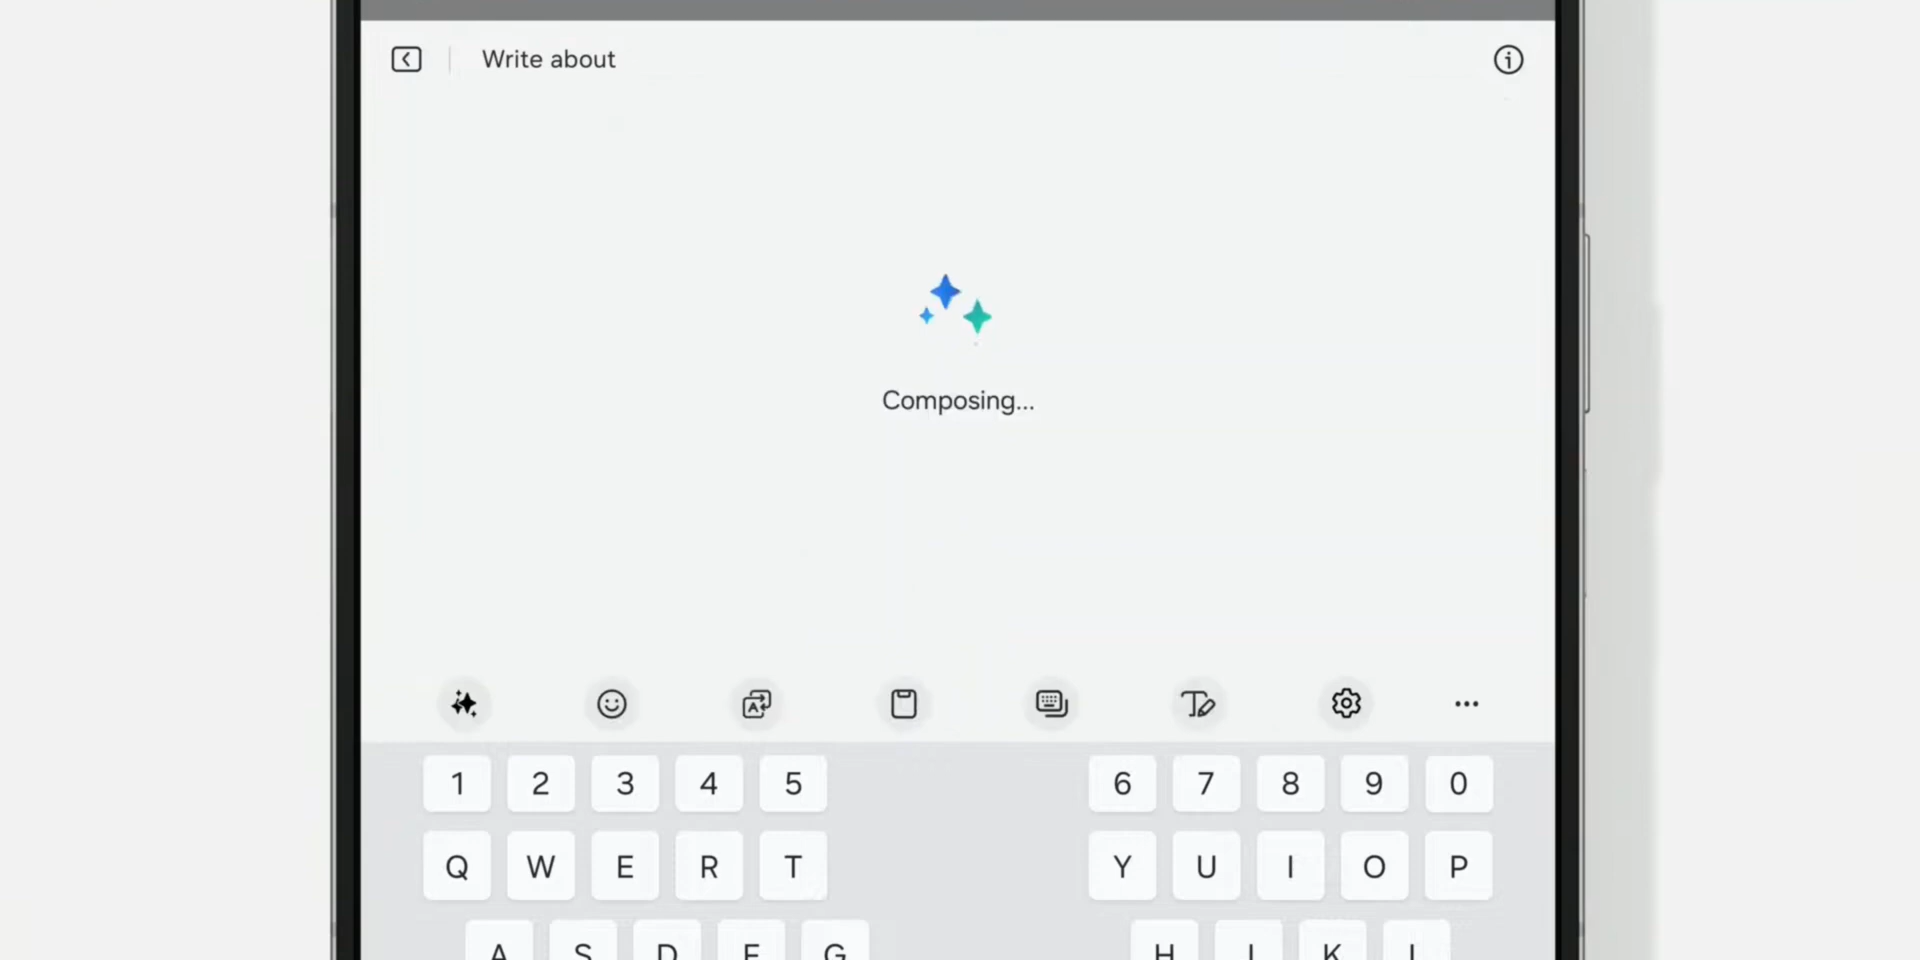 Write about
Composing...
1 2 3 4 5 6 7 8 9 0
Q W E R T Y U I O P
A S D F G H J K L